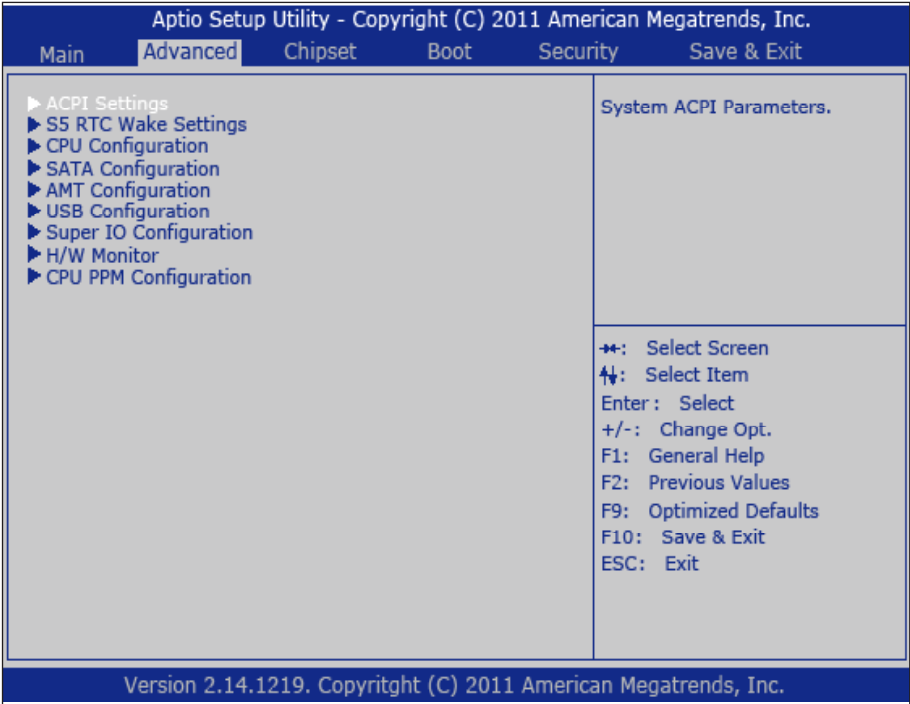 Aptio Setup Utility - Copyright (C) 2011 American Megatrends, Inc.
Main Advanced Chipset Boot Security Save & Exit
ACPI Settings
S5 RTC Wake Settings
CPU Configuration
SATA Configuration
AMT Configuration
USB Configuration
Super IO Configuration
H/W Monitor
CPU PPM Configuration
System ACPI Parameters.
→←: Select Screen
↑↓: Select Item
Enter : Select
+/-: Change Opt.
F1: General Help
F2: Previous Values
F9: Optimized Defaults
F10: Save & Exit
ESC: Exit
Version 2.14.1219. Copyritght (C) 2011 American Megatrends, Inc.